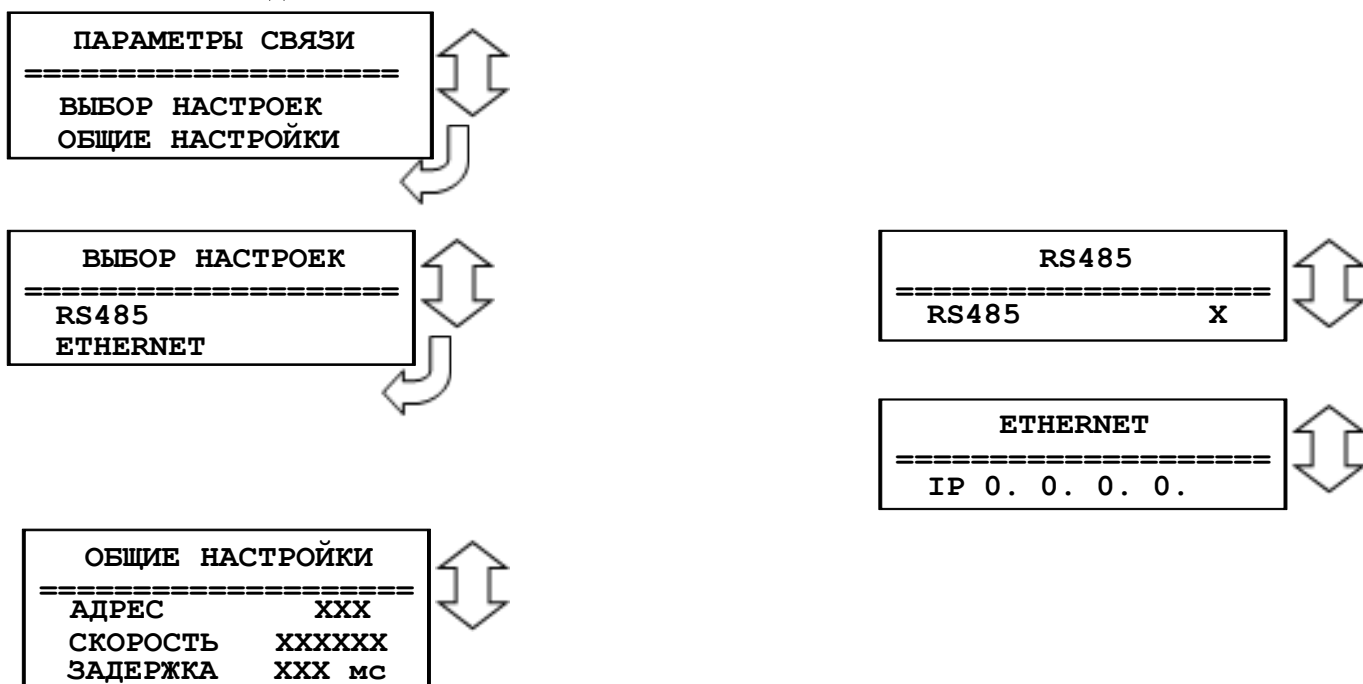 ПАРАМЕТРЫ СВЯЗИ
====================
ВЫБОР НАСТРОЕК
ОБЩИЕ НАСТРОЙКИ
ВЫБОР НАСТРОЕК
====================
RS485
ETHERNET
RS485
====================
RS485 X
ETHERNET
====================
IP 0. 0. 0. 0.
ОБЩИЕ НАСТРОЙКИ
====================
АДРЕС XXX
СКОРОСТЬ XXXXXX
ЗАДЕРЖКА XXX мс